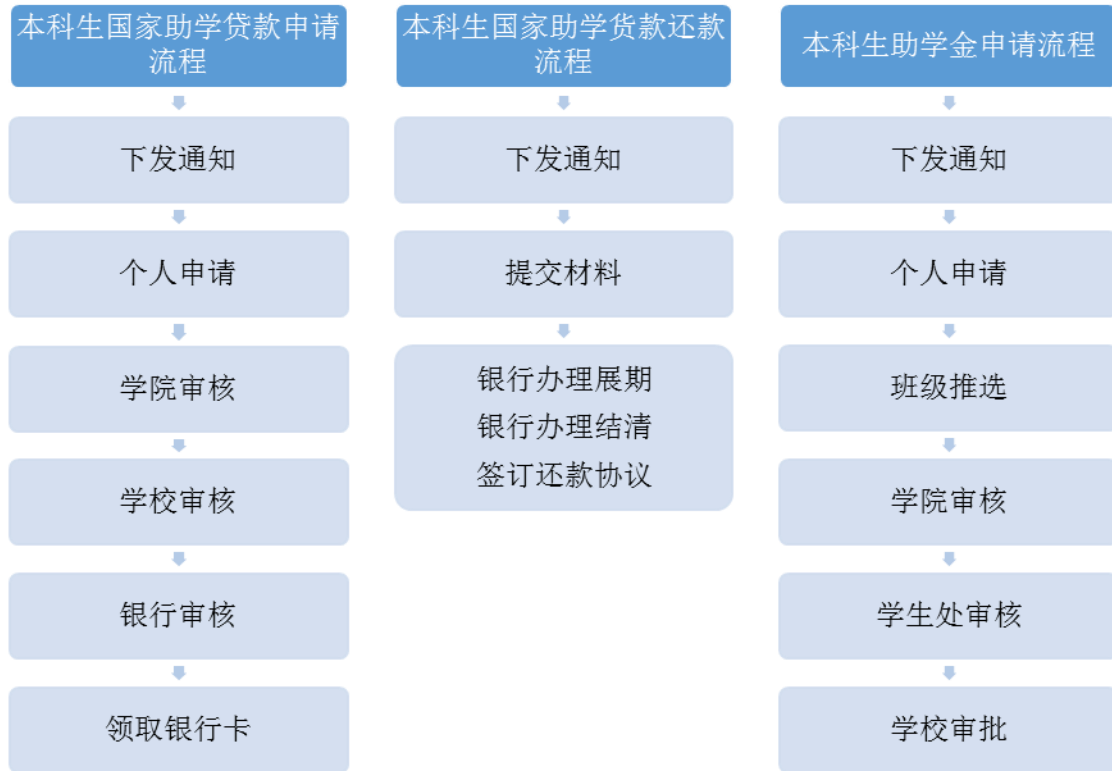 本科生国家助学贷款申请
流程
下发通知
个人申请
学院审核
学校审核
银行审核
领取银行卡
本科生国家助学货款还款
流程
下发通知
提交材料
银行办理展期
银行办理结清
签订还款协议
本科生助学金申请流程
下发通知
个人申请
班级推选
学院审核
学生处审核
学校审批